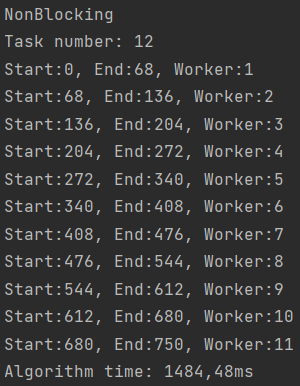 NonBlocking
Task number: 12
Start:0, End:68, Worker:1
Start:68, End:136, Worker:2
Start:136, End:204, Worker:3
Start:204, End:272, Worker:4
Start:272, End:340, Worker:5
Start:340, End:408, Worker:6
Start:408, End:476, Worker:7
Start:476, End:544, Worker:8
Start:544, End:612, Worker:9
Start:612, End:680, Worker:10
Start:680, End:750, Worker:11
Algorithm time: 1484,48ms